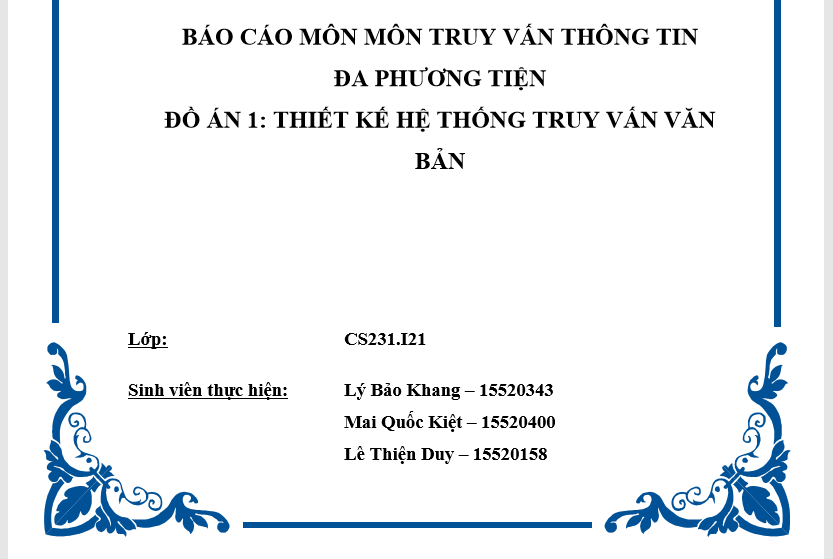 BÁO CÁO MÔN MÔN TRUY VẤN THÔNG TIN
ĐA PHƯƠNG TIỆN
ĐỒ ÁN 1: THIẾT KẾ HỆ THỐNG TRUY VẤN VĂN
BẢN
Lớp: CS231.I21
Sinh viên thực hiện: Lý Bảo Khang – 15520343
Mai Quốc Kiệt – 15520400
Lê Thiện Duy – 15520158